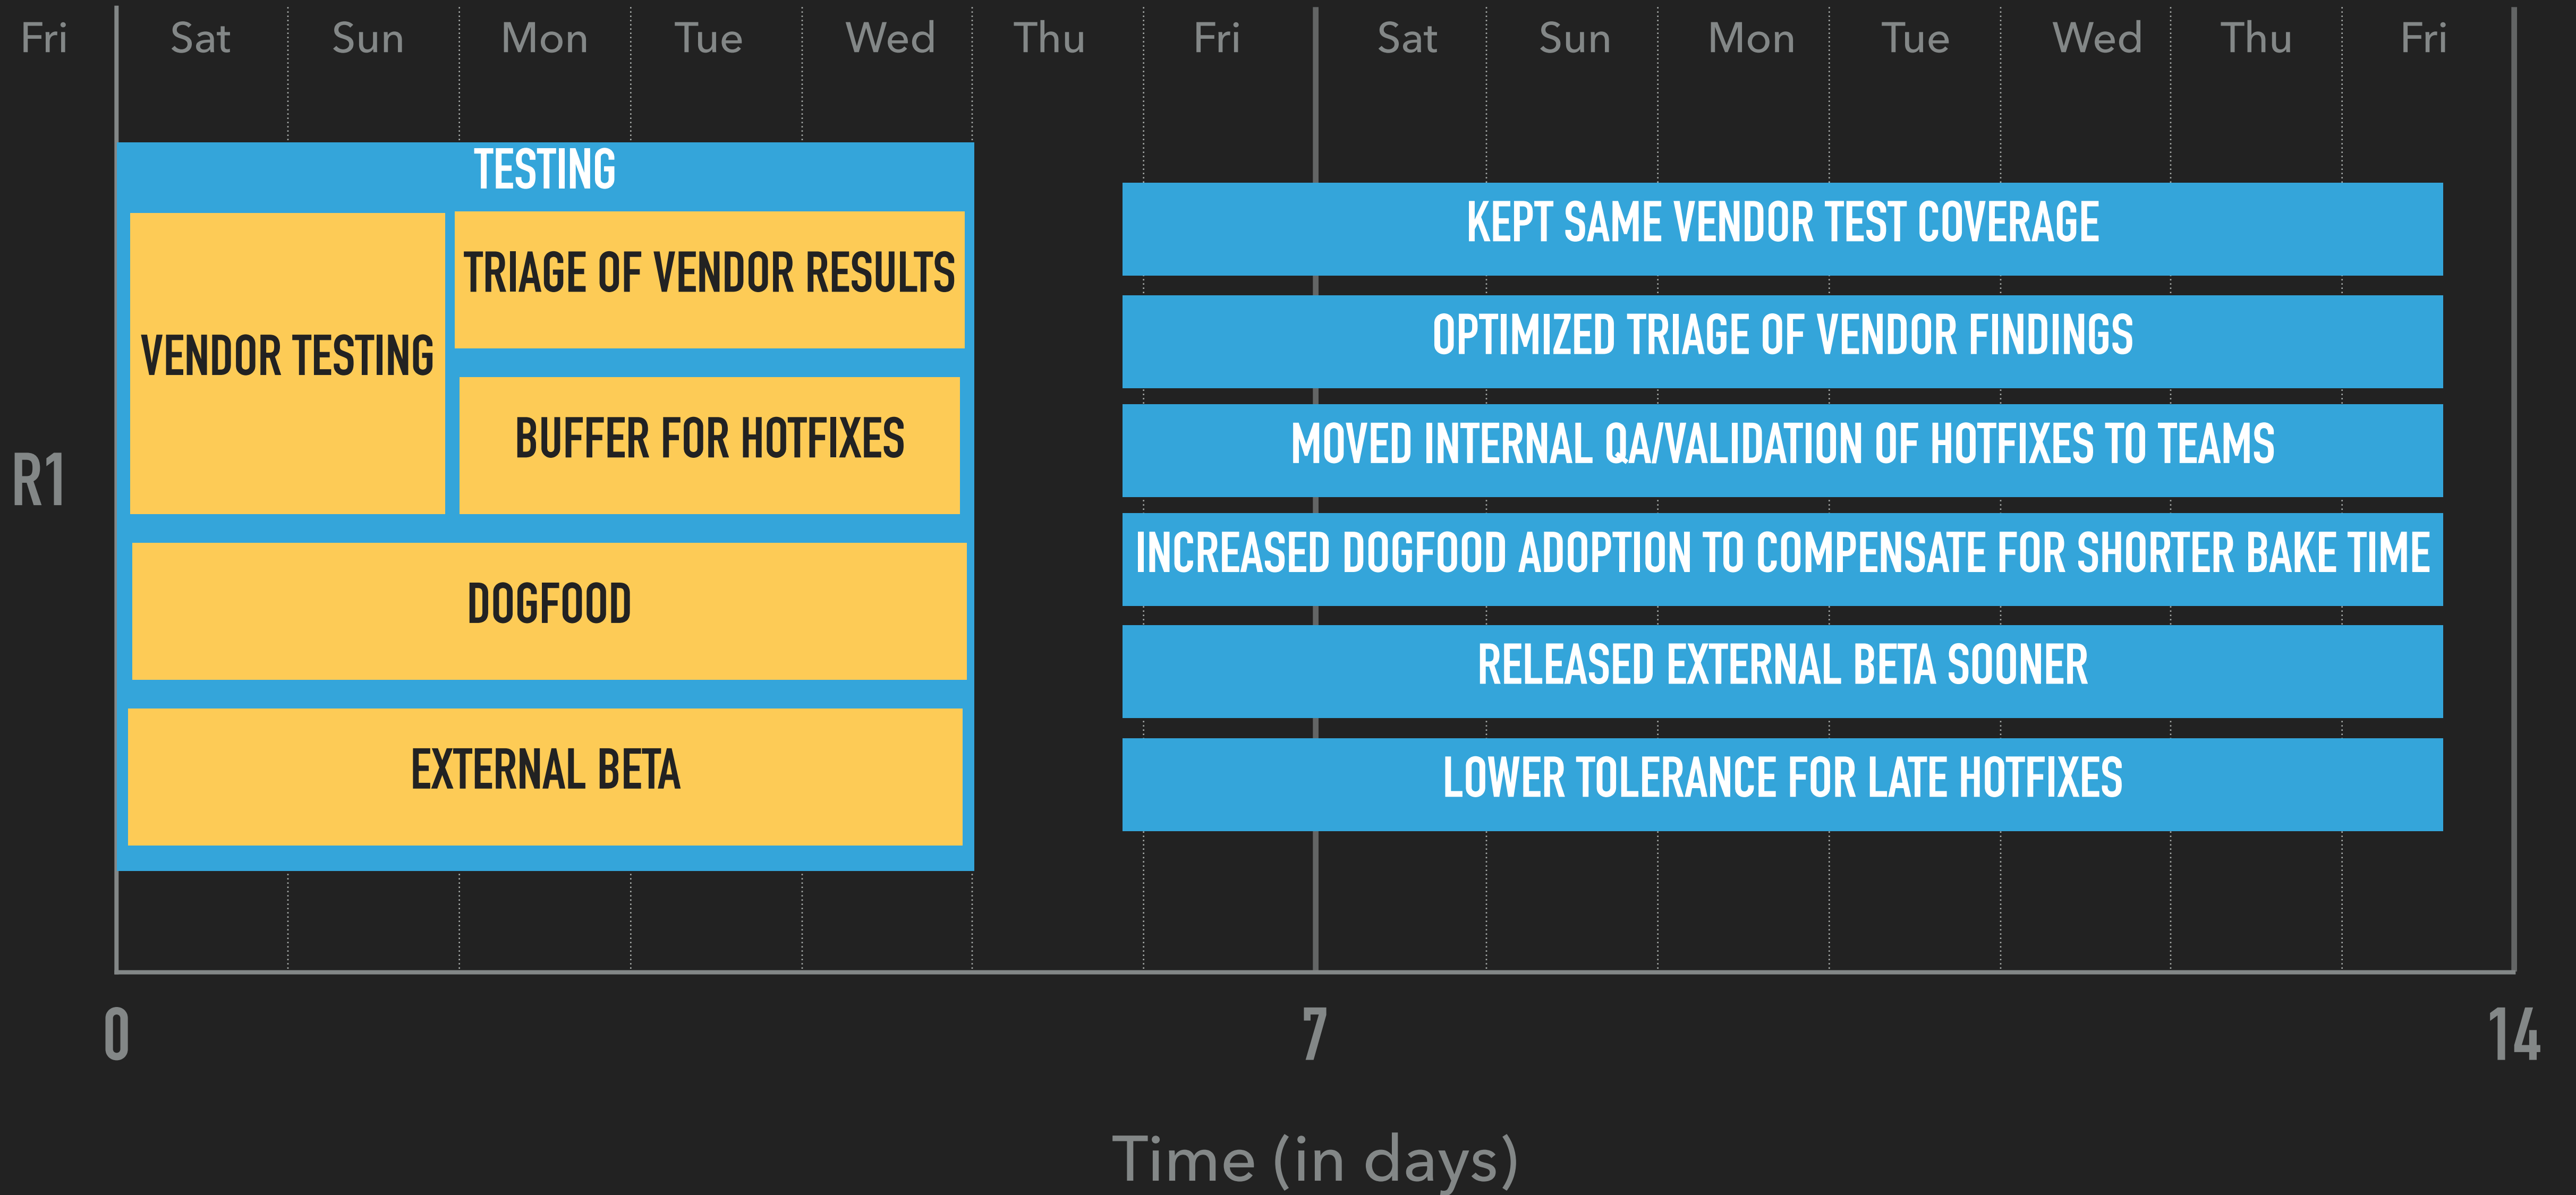 Fri Sat Sun Mon Tue Wed Thu Fri Sat Sun Mon Tue Wed Thu Fri
R1
TESTING
VENDOR TESTING
TRIAGE OF VENDOR RESULTS
BUFFER FOR HOTFIXES
DOGFOOD
EXTERNAL BETA
KEPT SAME VENDOR TEST COVERAGE
OPTIMIZED TRIAGE OF VENDOR FINDINGS
MOVED INTERNAL QA/VALIDATION OF HOTFIXES TO TEAMS
INCREASED DOGFOOD ADOPTION TO COMPENSATE FOR SHORTER BAKE TIME
RELEASED EXTERNAL BETA SOONER
LOWER TOLERANCE FOR LATE HOTFIXES
0 7 14
Time (in days)